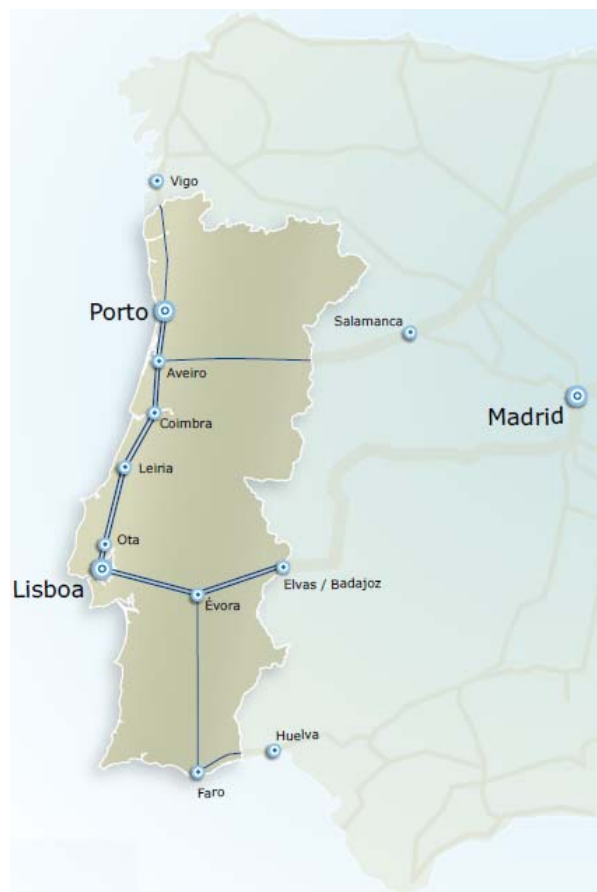 Vigo
Porto
Salamanca
Aveiro
Madrid
Coimbra
Leiria
Ota
Lisboa
Elvas / Badajoz
Évora
Huelva
Faro